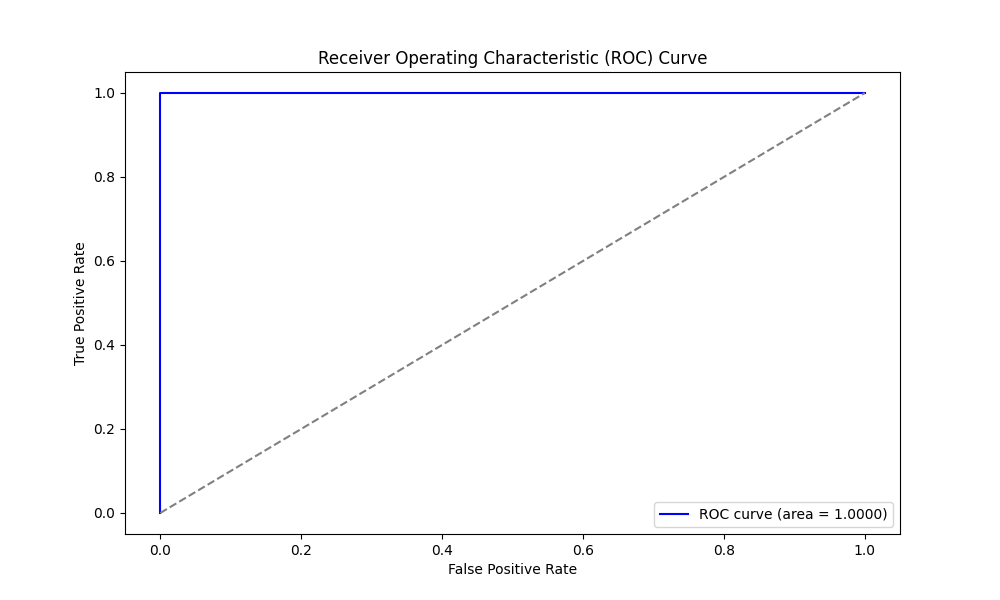 Receiver Operating Characteristic (ROC) Curve
True Positive Rate
1.0
0.8
0.6
0.4
0.2
0.0
ROC curve (area = 1.0000)
0.0 0.2 0.4 0.6 0.8 1.0
False Positive Rate